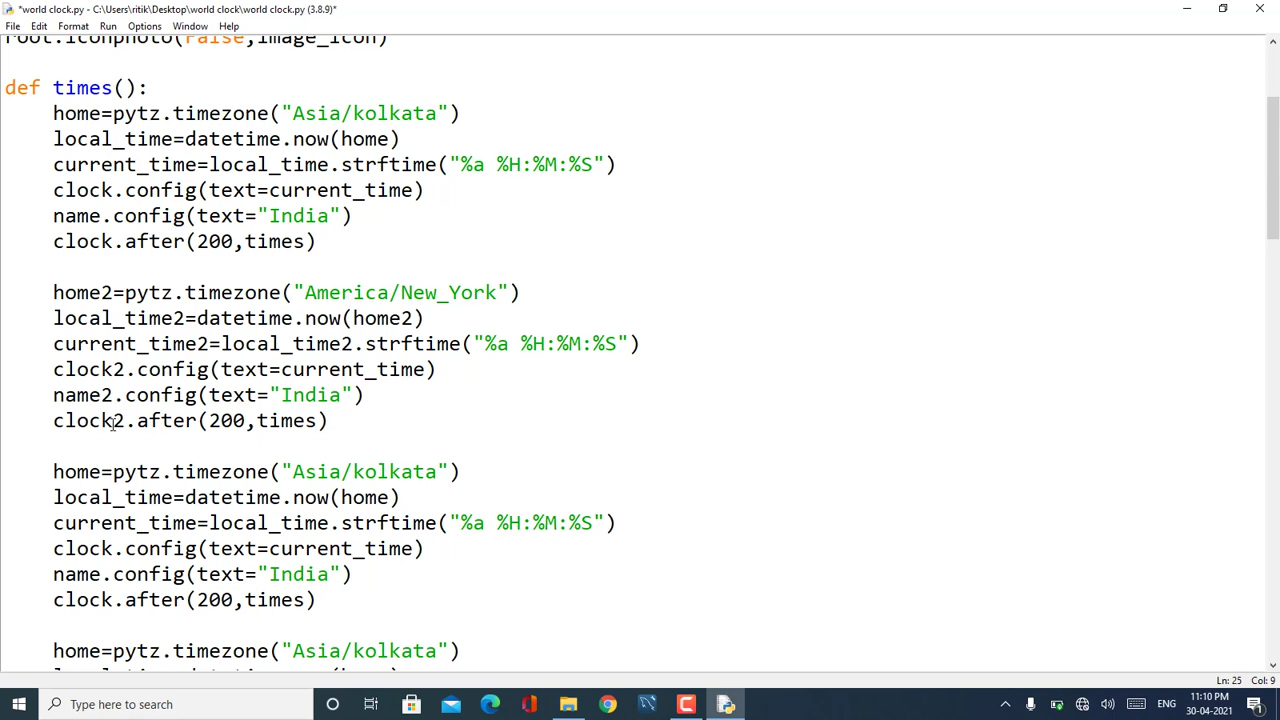 *world clock.py - C:\Users\ritik\Desktop\world clock\world clock.py (3.8.9)*
File Edit Format Run Options Window Help
root.iconphoto(False,image_icon)
def times():
home=pytz.timezone("Asia/kolkata")
local_time=datetime.now(home)
current_time=local_time.strftime("%a %H:%M:%S")
clock.config(text=current_time)
name.config(text="India")
clock.after(200,times)
home2=pytz.timezone("America/New_York")
local_time2=datetime.now(home2)
current_time2=local_time2.strftime("%a %H:%M:%S")
clock2.config(text=current_time)
name2.config(text="India")
clock2.after(200,times)
home=pytz.timezone("Asia/kolkata")
local_time=datetime.now(home)
current_time=local_time.strftime("%a %H:%M:%S")
clock.config(text=current_time)
name.config(text="India")
clock.after(200,times)
home=pytz.timezone("Asia/kolkata")
Ln: 25 Col: 9
Type here to search
ENG
11:10 PM
30-04-2021
1